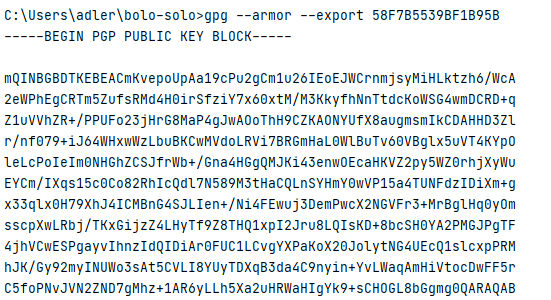 C:\Users\adler\bolo-solo>gpg --armor --export 58F7B5539BF1B95B
-----BEGIN PGP PUBLIC KEY BLOCK-----

mQINBGBDTKEBEACmKvepoUpAa19cPu2gCm1u26IEoEJWCrnmjsyMiHLktzh6/WcA
2eWPhEgCRTm5ZufsRMd4H0irSfziY7x60xtM/M3KkyfhNnTtdcKoWSG4wmDCRD+q
Z1uVVhZR+/PPUFo23jHrG8MaP4gJwAOoThH9CZKAONYUfX8augmsmIkCDAHHD3Zl
r/nf079+iJ64WHxwWzLbuBKCwMVdoLRVi7BRGmHaL0WlBuTv60VBglx5uVT4KYpO
leLcPoIeIm0NHGhZCSJfrWb+/Gna4HGgQMJKi43enwOEcaHKVZ2py5WZ0rhjXyWu
EYCm/IXqs15c0Co82RhIcQdl7N589M3tHaCQLnSYHmY0wVP15a4TUNFdzIDiXm+g
x33qlx0H79XhJ4ICMBnG4SJLIen+/Ni4FEwuj3DemPwcX2NGVFr3+MrBglHq0yOm
sscpXwLRbj/TKxGijzZ4LHyTf9Z8THQ1xpI2Jru8LQIsKD+8bcSH0YA2PMGJPgTF
4jhVCwESPgayvIhnzIdQIDiAr0FUC1LCvgYXPaKoX20JolytNG4UEcQ1slcxpPRM
hJK/Gy92myINUWo3sAt5CVLI8YUyTDXqB3da4C9nyin+YvLWaqAmHiVtocDwFF5r
C5foPNvJVN2ZND7gMhz+1AR6yLLh5Xa2uHRWaHIgYk9+sCHOGL8bGgmg0QARAQAB